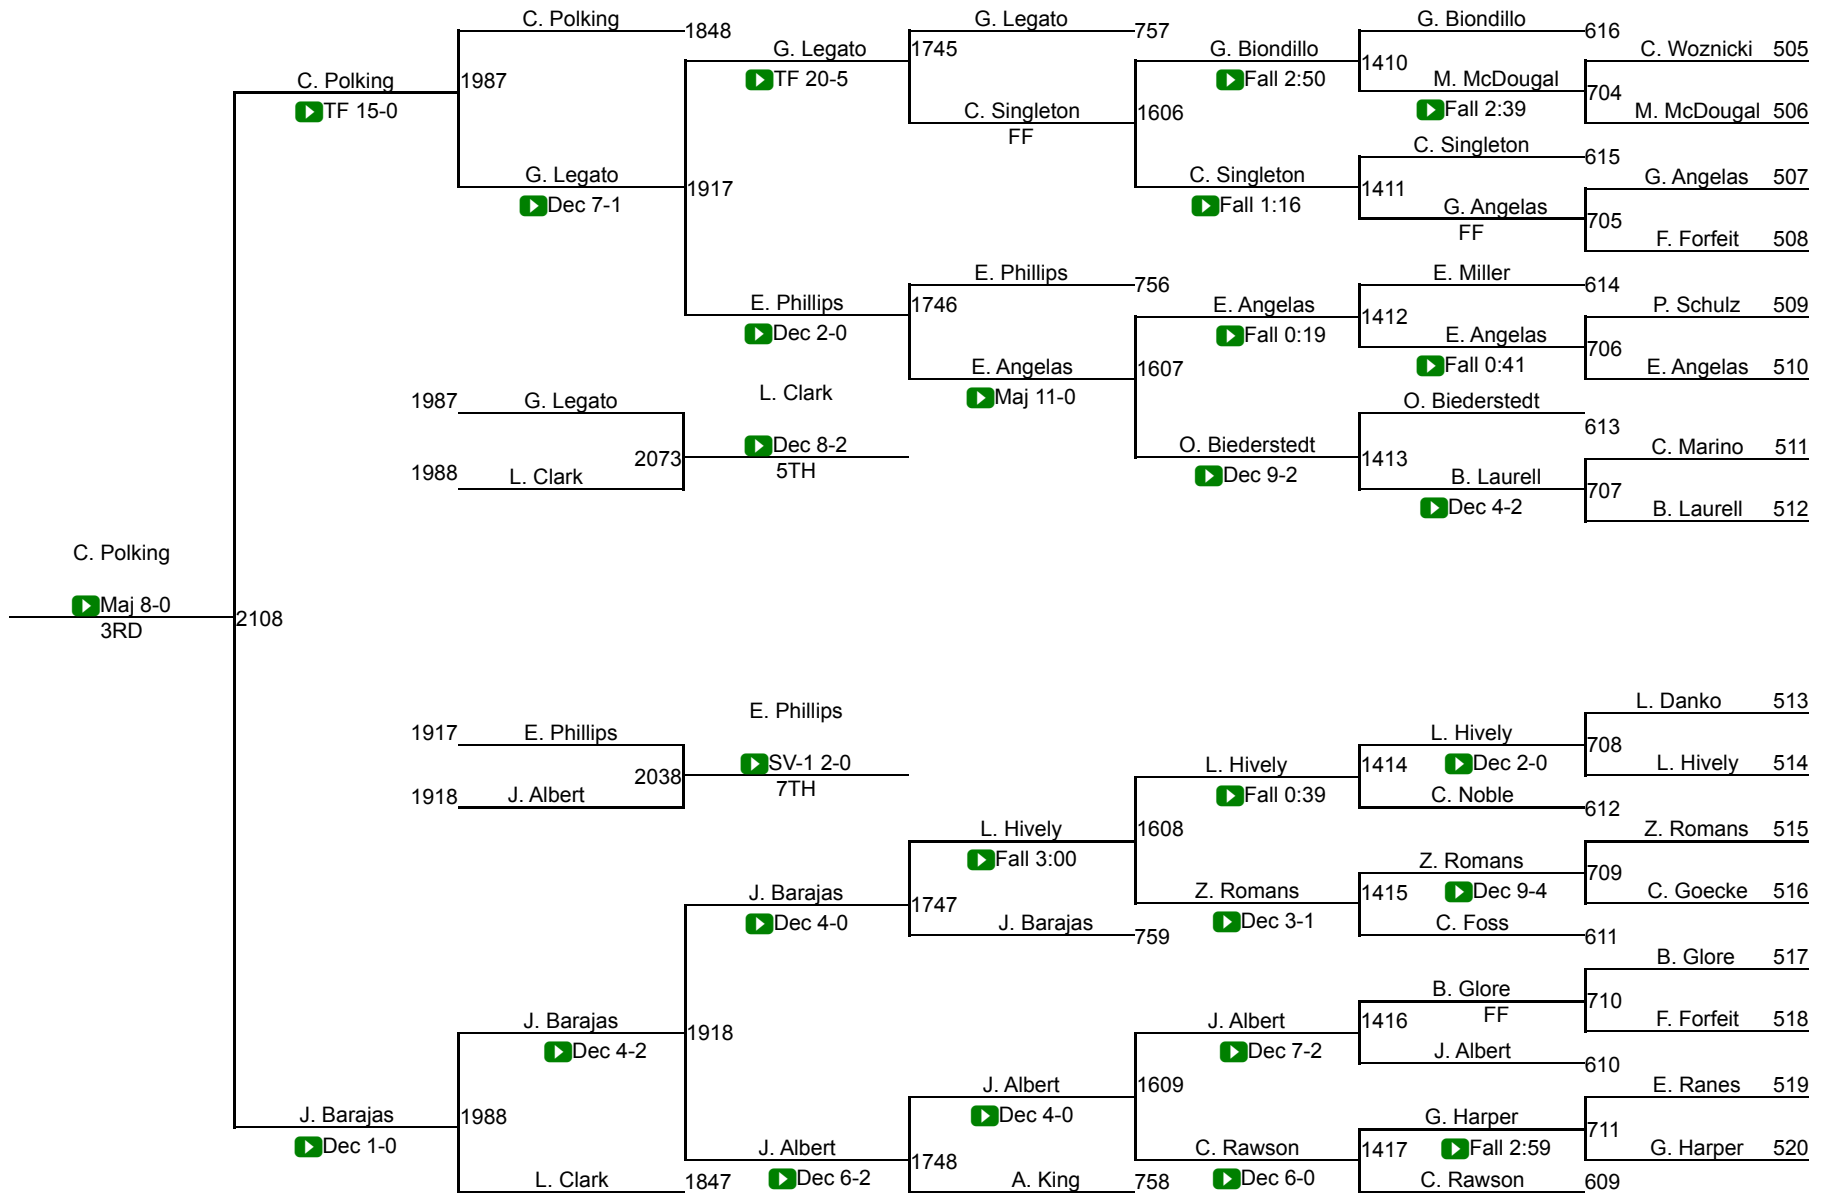 C. Polking
1848
G. Legato
757
G. Biondillo
616
C. Polking
TF 15-0
1987
G. Legato
TF 20-5
1745
G. Biondillo
Fall 2:50
1410
C. Woznicki 505
M. McDougal
Fall 2:39
704
M. McDougal 506
C. Singleton
FF
1606
C. Singleton
615
G. Legato
Dec 7-1
1917
C. Singleton
Fall 1:16
1411
G. Angelas 507
G. Angelas
FF
705
F. Forfeit 508
E. Phillips
756
E. Miller
614
E. Phillips
Dec 2-0
1746
E. Angelas
Fall 0:19
1412
P. Schulz 509
E. Angelas
Fall 0:41
706
E. Angelas 510
E. Angelas
Maj 11-0
1607
1987 G. Legato
L. Clark
O. Biederstedt
613
2073
Dec 8-2
5TH
O. Biederstedt
Dec 9-2
1413
C. Marino 511
1988 L. Clark
B. Laurell
Dec 4-2
707
B. Laurell 512
C. Polking
Maj 8-0
3RD
2108
E. Phillips
L. Danko 513
1917 E. Phillips
L. Hively
Dec 2-0
708
2038
SV-1 2-0
7TH
L. Hively
Fall 0:39
1414
L. Hively 514
1918 J. Albert
C. Noble
612
L. Hively
Fall 3:00
1608
Z. Romans 515
Z. Romans
Dec 9-4
709
J. Barajas
Dec 4-0
1747
Z. Romans
Dec 3-1
1415
C. Goecke 516
J. Barajas
759
C. Foss
611
B. Glore 517
B. Glore
FF
710
J. Barajas
Dec 4-2
1918
J. Albert
Dec 7-2
1416
F. Forfeit 518
J. Albert
610
J. Albert
Dec 4-0
1609
E. Ranes 519
J. Barajas
Dec 1-0
1988
G. Harper
Fall 2:59
711
J. Albert
Dec 6-2
1748
C. Rawson
Dec 6-0
1417
G. Harper 520
L. Clark
1847
A. King
758
C. Rawson
609